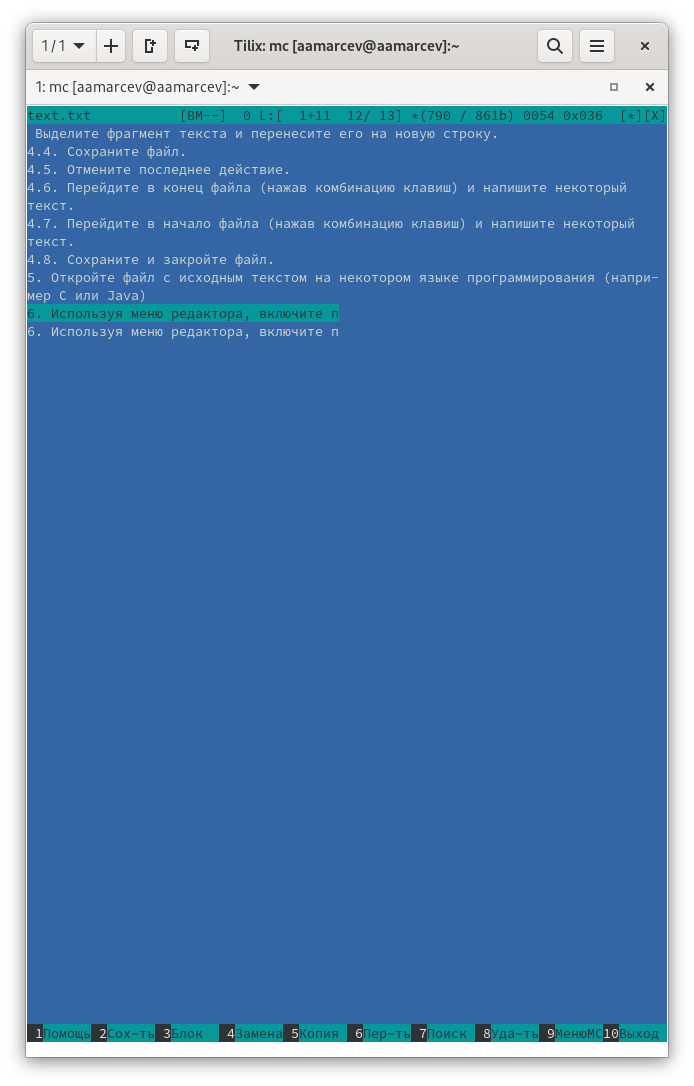 1 / 1
Tilix: mc [aamarcev@aamarcev]:~
1: mc [aamarcev@aamarcev]:~
text.txt [BM--] 0 L:[ 1+11 12/ 13] *(790 / 861b) 0054 0x036 [*][X]
Выделите фрагмент текста и перенесите его на новую строку.
4.4. Сохраните файл.
4.5. Отмените последнее действие.
4.6. Перейдите в конец файла (нажав комбинацию клавиш) и напишите некоторый
текст.
4.7. Перейдите в начало файла (нажав комбинацию клавиш) и напишите некоторый
текст.
4.8. Сохраните и закройте файл.
5. Откройте файл с исходным текстом на некотором языке программирования (напри-
мер C или Java)
6. Используя меню редактора, включите п
6. Используя меню редактора, включите п
1Помощь 2Сох~ть 3Блок 4Замена 5Копия 6Пер~ть 7Поиск 8Уда~ть 9МенюMC 10Выход